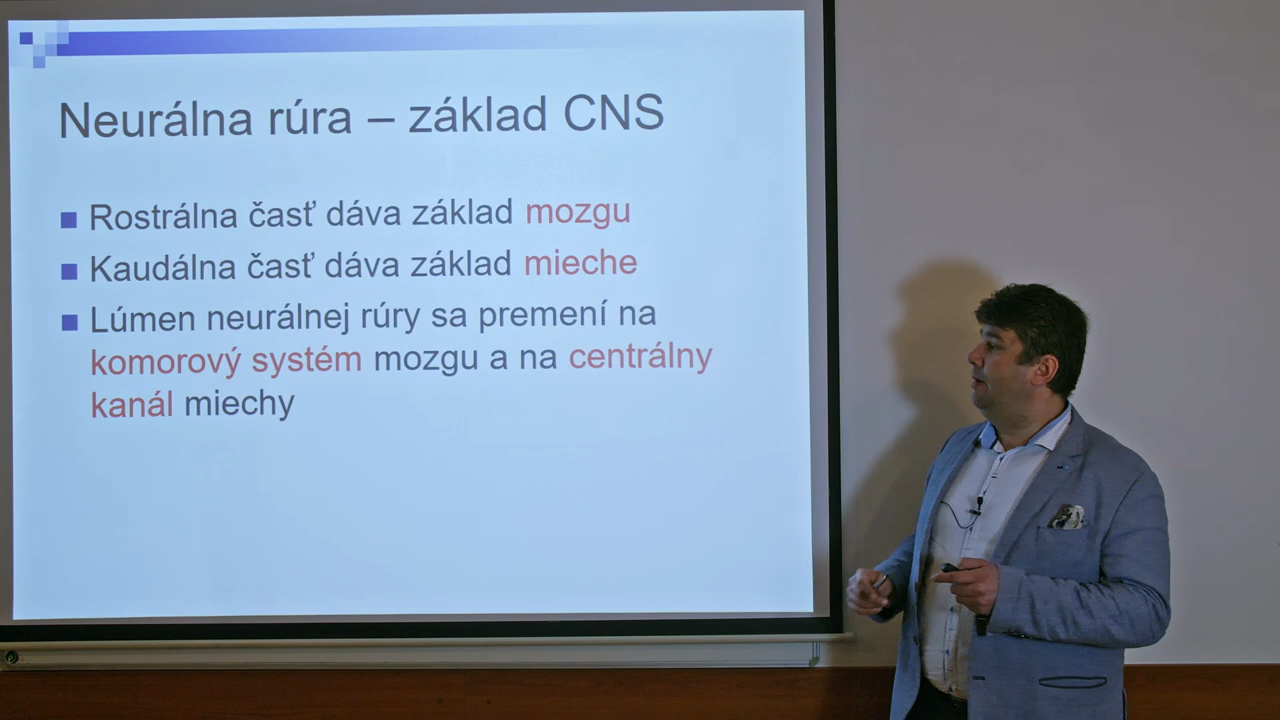 Neurálna rúra – základ CNS
Rostrálna časť dáva základ mozgu
Kaudálna časť dáva základ mieche
Lúmen neurálnej rúry sa premení na
komorový systém mozgu a na centrálny
kanál miechy